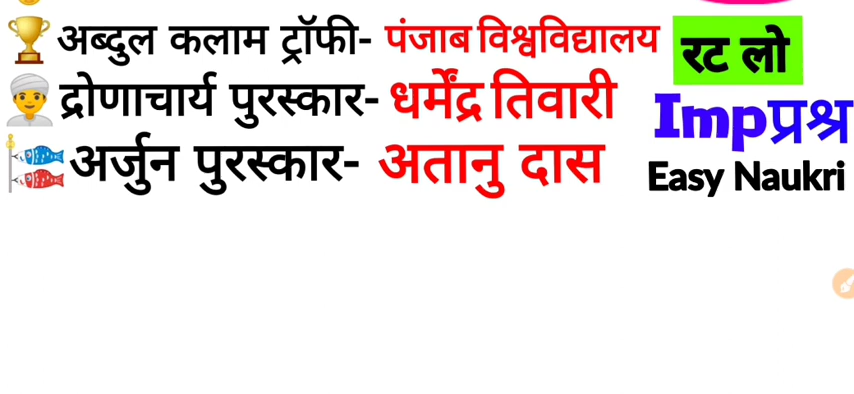 अब्दुल कलाम ट्रॉफी- पंजाब विश्वविद्यालय
रट लो
द्रोणाचार्य पुरस्कार- धर्मेंद्र तिवारी
Impप्रश्न
अर्जुन पुरस्कार- अतानु दास
Easy Naukri